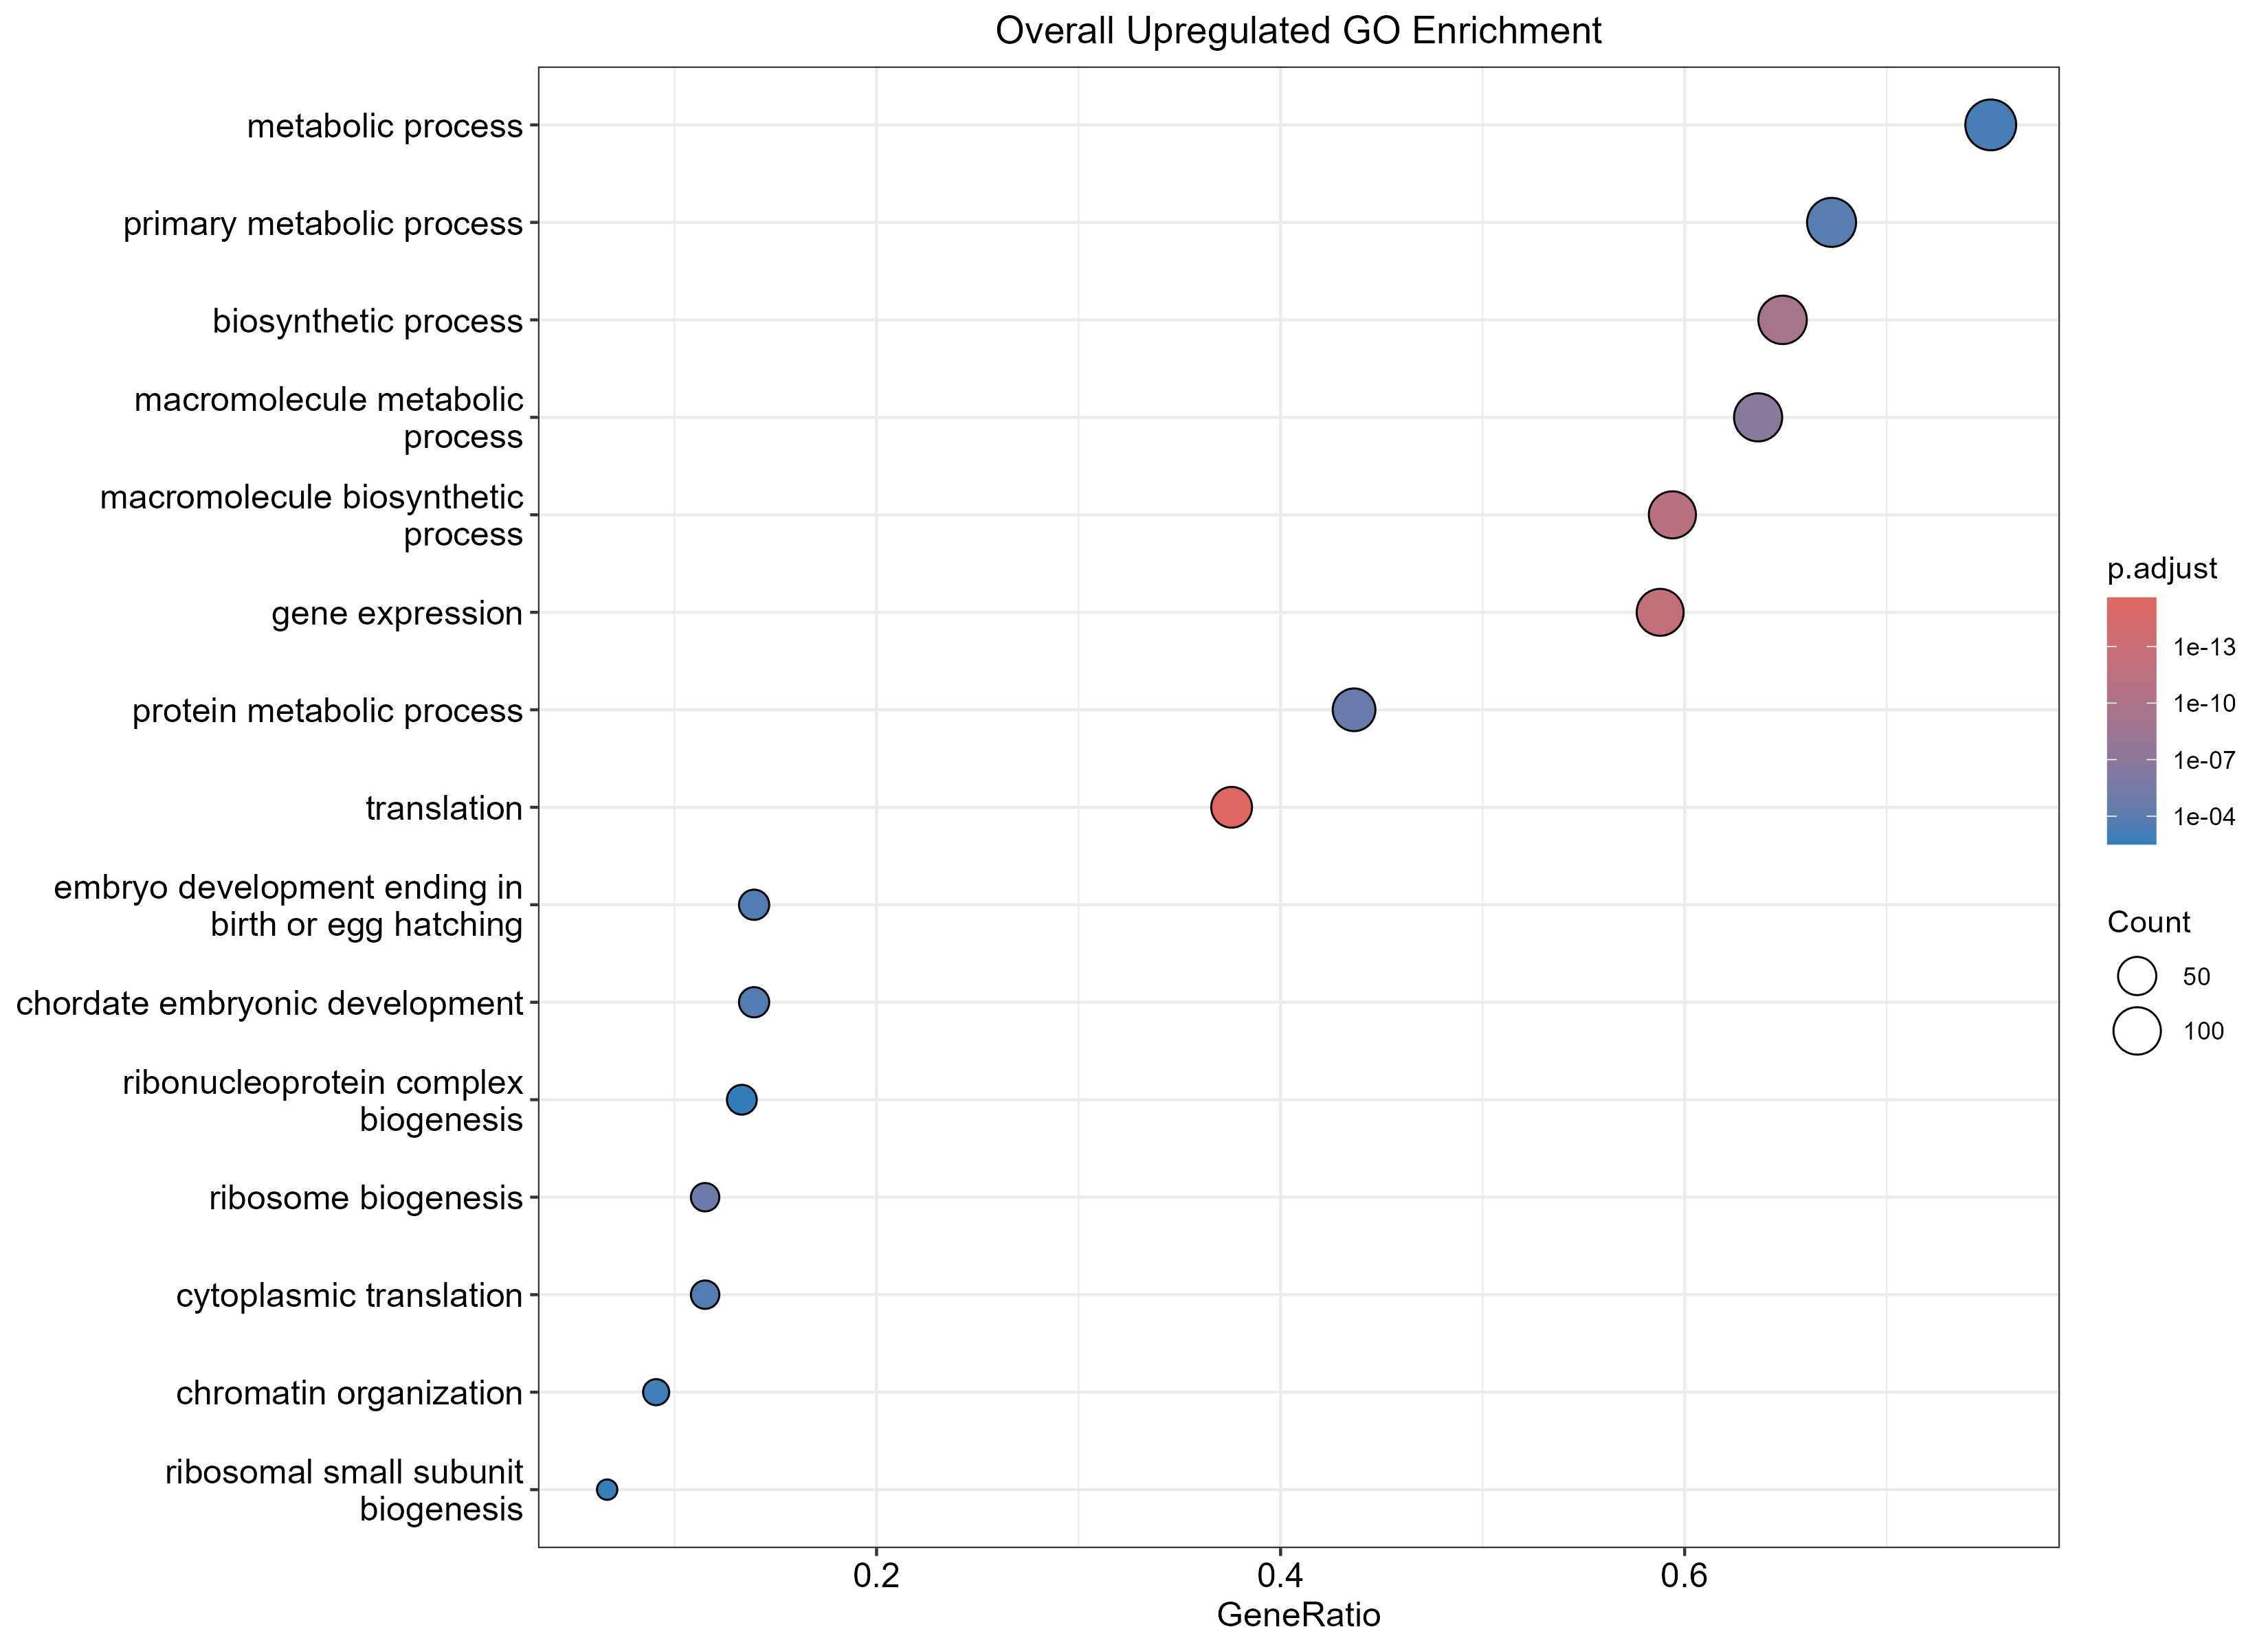 Overall Upregulated GO Enrichment
metabolic process
primary metabolic process
biosynthetic process
macromolecule metabolic
process
macromolecule biosynthetic
process
gene expression
protein metabolic process
translation
embryo development ending in
birth or egg hatching
chordate embryonic development
ribonucleoprotein complex
biogenesis
ribosome biogenesis
cytoplasmic translation
chromatin organization
ribosomal small subunit
biogenesis
0.2
0.4
0.6
GeneRatio
p.adjust
1e-13
1e-10
1e-07
1e-04
Count
50
100